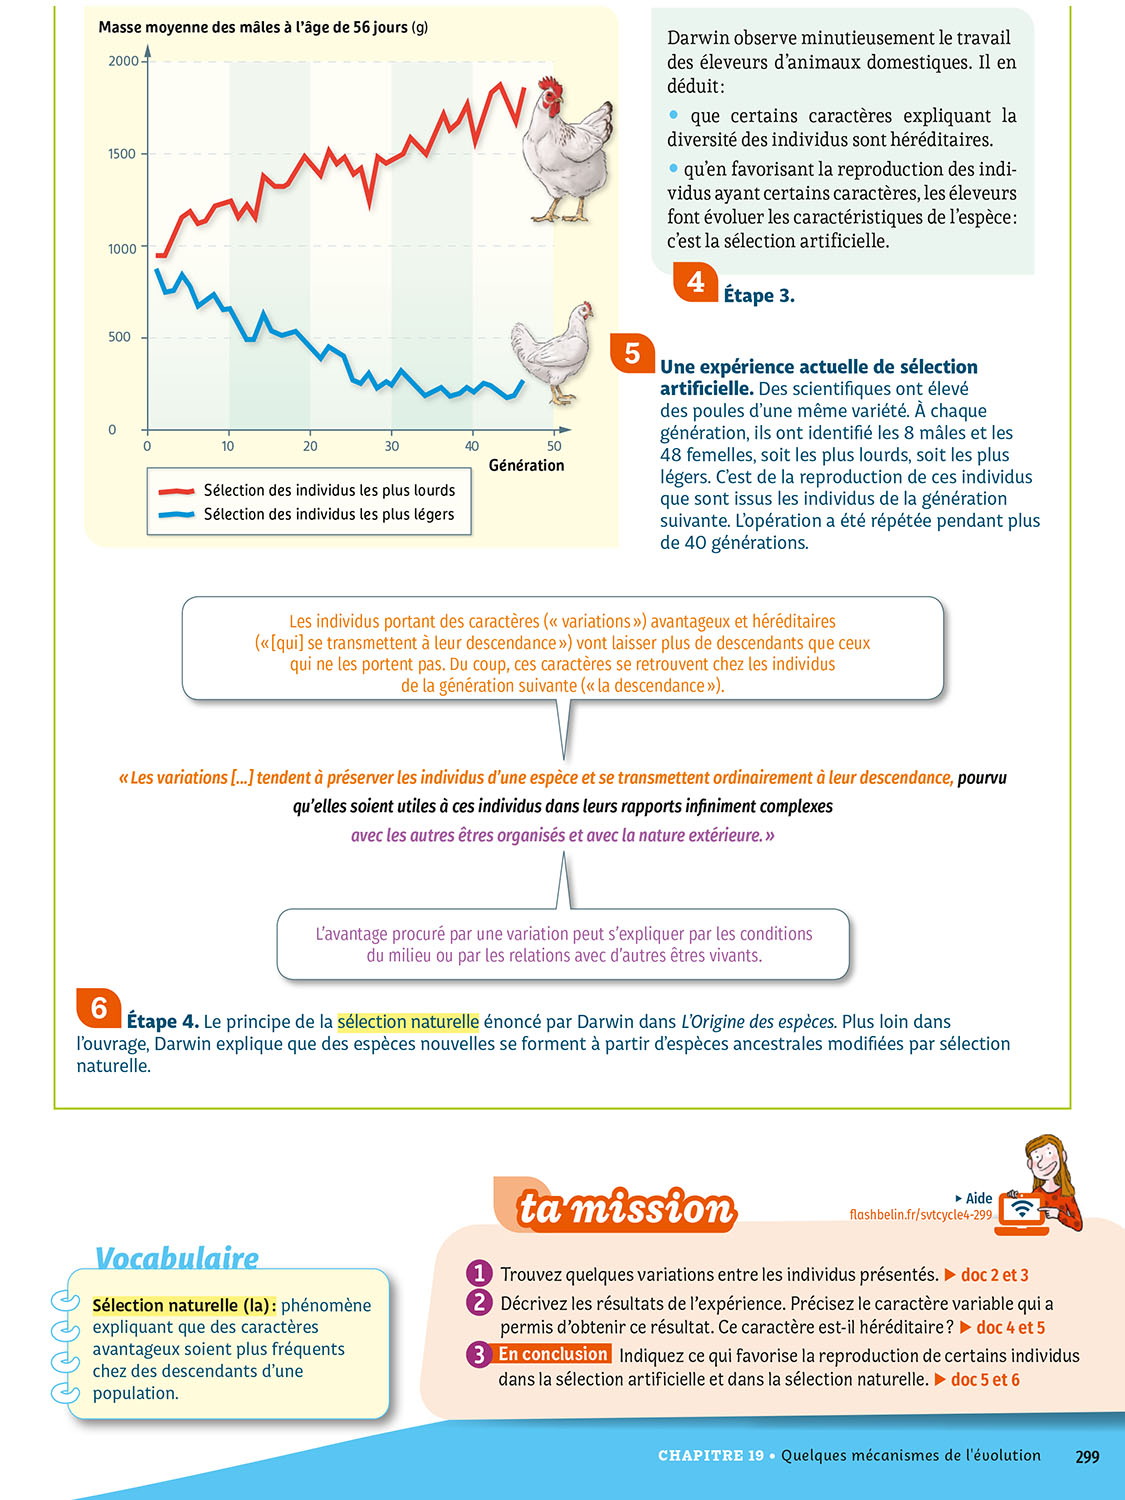 Masse moyenne des mâles à l'âge de 56 jours (g)
2000
1500
1000
500
0
0
10
20
30
40
50
Génération
Sélection des individus les plus lourds
Sélection des individus les plus légers
Darwin observe minutieusement le travail
des éleveurs d'animaux domestiques. Il en
déduit :
• que certains caractères expliquant la
diversité des individus sont héréditaires.
• qu'en favorisant la reproduction des indi-
vidus ayant certains caractères, les éleveurs
font évoluer les caractéristiques de l'espèce :
c'est la sélection artificielle.
4 Étape 3.
5 Une expérience actuelle de sélection
artificielle. Des scientifiques ont élevé
des poules d'une même variété. À chaque
génération, ils ont identifié les 8 mâles et les
48 femelles, soit les plus lourds, soit les plus
légers. C'est de la reproduction de ces individus
que sont issus les individus de la génération
suivante. L'opération a été répétée pendant plus
de 40 générations.
Les individus portant des caractères (« variations ») avantageux et héréditaires
(« [qui] se transmettent à leur descendance ») vont laisser plus de descendants que ceux
qui ne les portent pas. Du coup, ces caractères se retrouvent chez les individus
de la génération suivante (« la descendance »).
« Les variations [...] tendent à préserver les individus d'une espèce et se transmettent ordinairement à leur descendance, pourvu
qu'elles soient utiles à ces individus dans leurs rapports infiniment complexes
avec les autres êtres organisés et avec la nature extérieure. »
L'avantage procuré par une variation peut s'expliquer par les conditions
du milieu ou par les relations avec d'autres êtres vivants.
6 Étape 4. Le principe de la sélection naturelle énoncé par Darwin dans L'Origine des espèces. Plus loin dans
l'ouvrage, Darwin explique que des espèces nouvelles se forment à partir d'espèces ancestrales modifiées par sélection
naturelle.
Vocabulaire
Sélection naturelle (la) : phénomène
expliquant que des caractères
avantageux soient plus fréquents
chez des descendants d'une
population.
ta mission
▶ Aide
flashbelin.fr/svtcycle4-299
1 Trouvez quelques variations entre les individus présentés. ▶ doc 2 et 3
2 Décrivez les résultats de l'expérience. Précisez le caractère variable qui a
permis d'obtenir ce résultat. Ce caractère est-il héréditaire ? ▶ doc 4 et 5
3 En conclusion Indiquez ce qui favorise la reproduction de certains individus
dans la sélection artificielle et dans la sélection naturelle. ▶ doc 5 et 6
CHAPITRE 19 • Quelques mécanismes de l'évolution 299